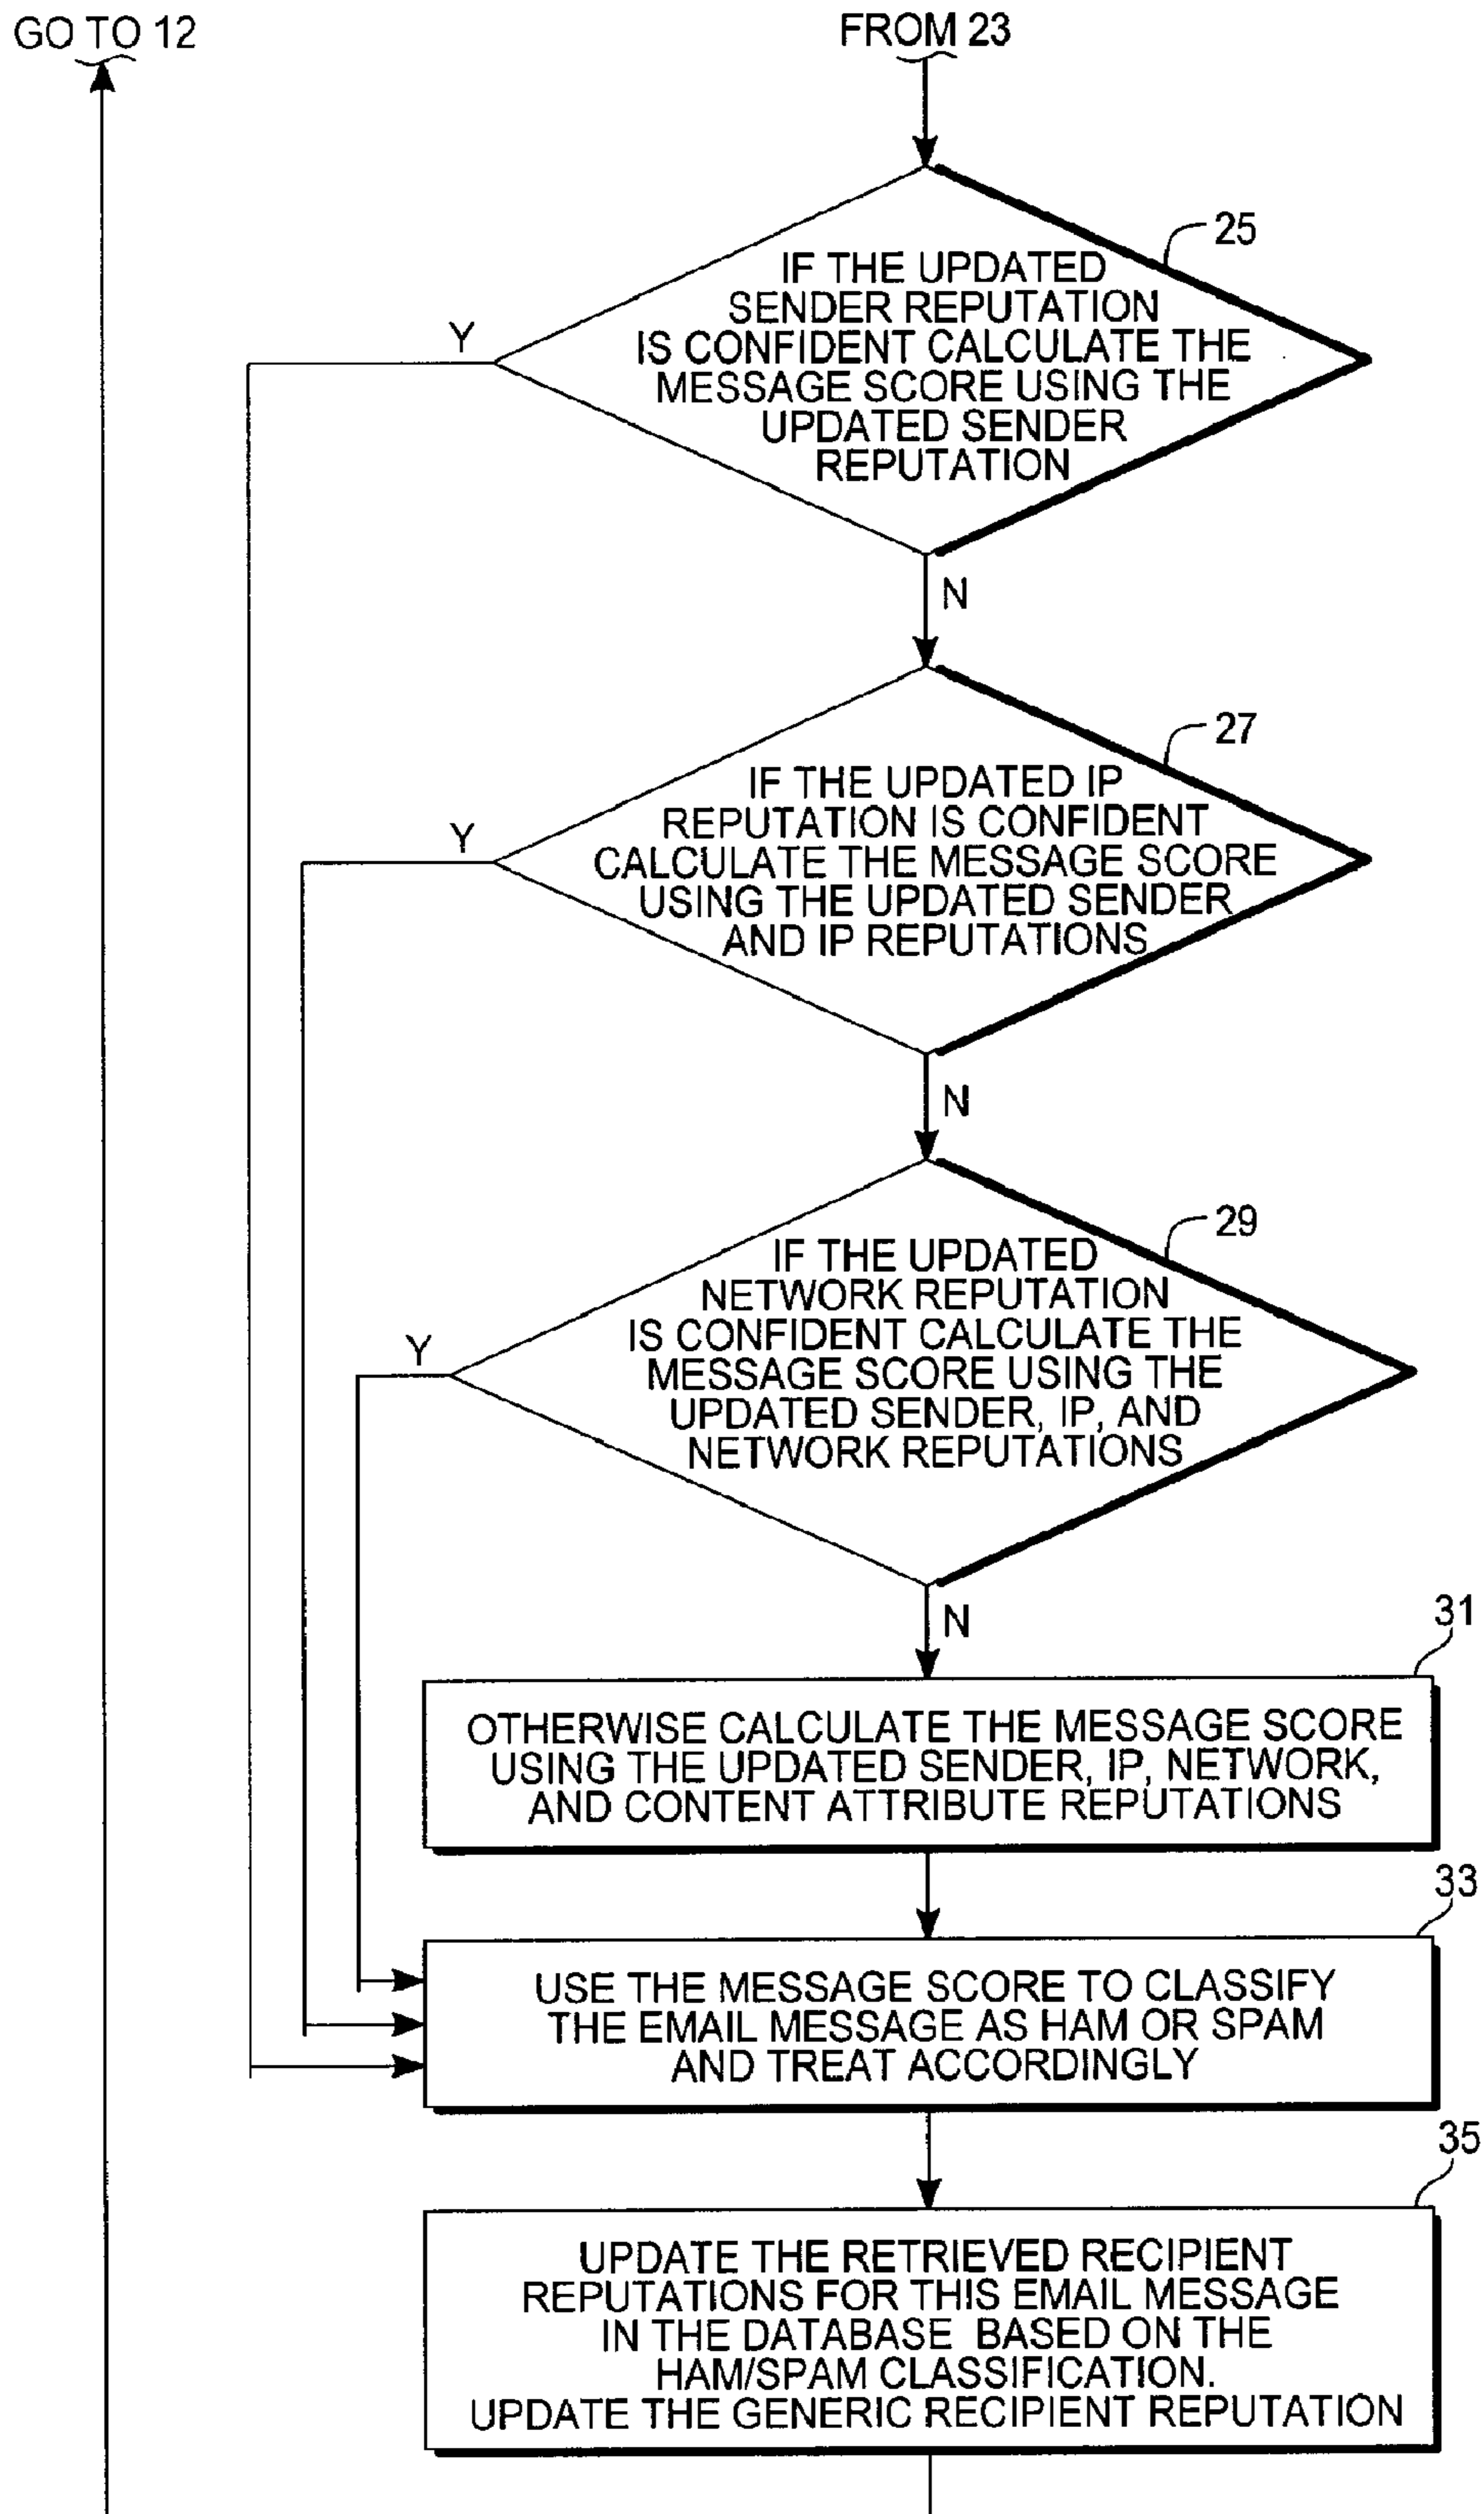 GO TO 12
FROM 23
25
IF THE UPDATED
SENDER REPUTATION
IS CONFIDENT CALCULATE THE
MESSAGE SCORE USING THE
UPDATED SENDER
REPUTATION
Y
N
27
IF THE UPDATED IP
REPUTATION IS CONFIDENT
CALCULATE THE MESSAGE SCORE
USING THE UPDATED SENDER
AND IP REPUTATIONS
Y
N
29
IF THE UPDATED
NETWORK REPUTATION
IS CONFIDENT CALCULATE THE
MESSAGE SCORE USING THE
UPDATED SENDER, IP, AND
NETWORK REPUTATIONS
Y
N
31
OTHERWISE CALCULATE THE MESSAGE SCORE
USING THE UPDATED SENDER, IP, NETWORK,
AND CONTENT ATTRIBUTE REPUTATIONS
33
USE THE MESSAGE SCORE TO CLASSIFY
THE EMAIL MESSAGE AS HAM OR SPAM
AND TREAT ACCORDINGLY
35
UPDATE THE RETRIEVED RECIPIENT
REPUTATIONS FOR THIS EMAIL MESSAGE
IN THE DATABASE BASED ON THE
HAM/SPAM CLASSIFICATION.
UPDATE THE GENERIC RECIPIENT REPUTATION